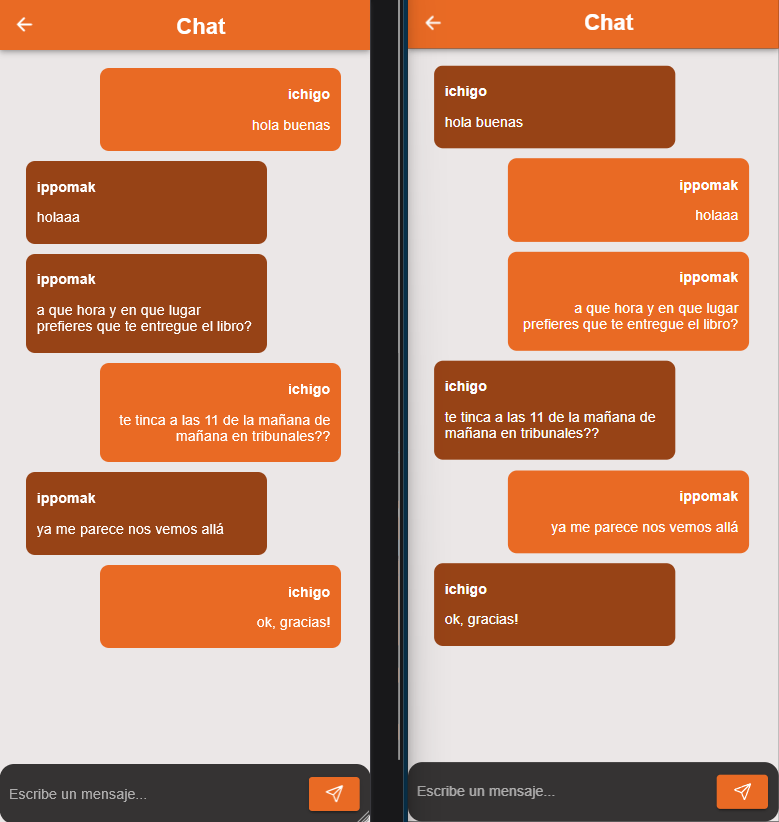 Chat
ichigo
hola buenas
ippomak
holaaa
ippomak
a que hora y en que lugar
prefieres que te entregue el libro?
ichigo
te tinca a las 11 de la mañana de
mañana en tribunales??
ippomak
ya me parece nos vemos allá
ichigo
ok, gracias!
Escribe un mensaje...
Chat
ichigo
hola buenas
ippomak
holaaa
ippomak
a que hora y en que lugar
prefieres que te entregue el libro?
ichigo
te tinca a las 11 de la mañana de
mañana en tribunales??
ippomak
ya me parece nos vemos allá
ichigo
ok, gracias!
Escribe un mensaje...